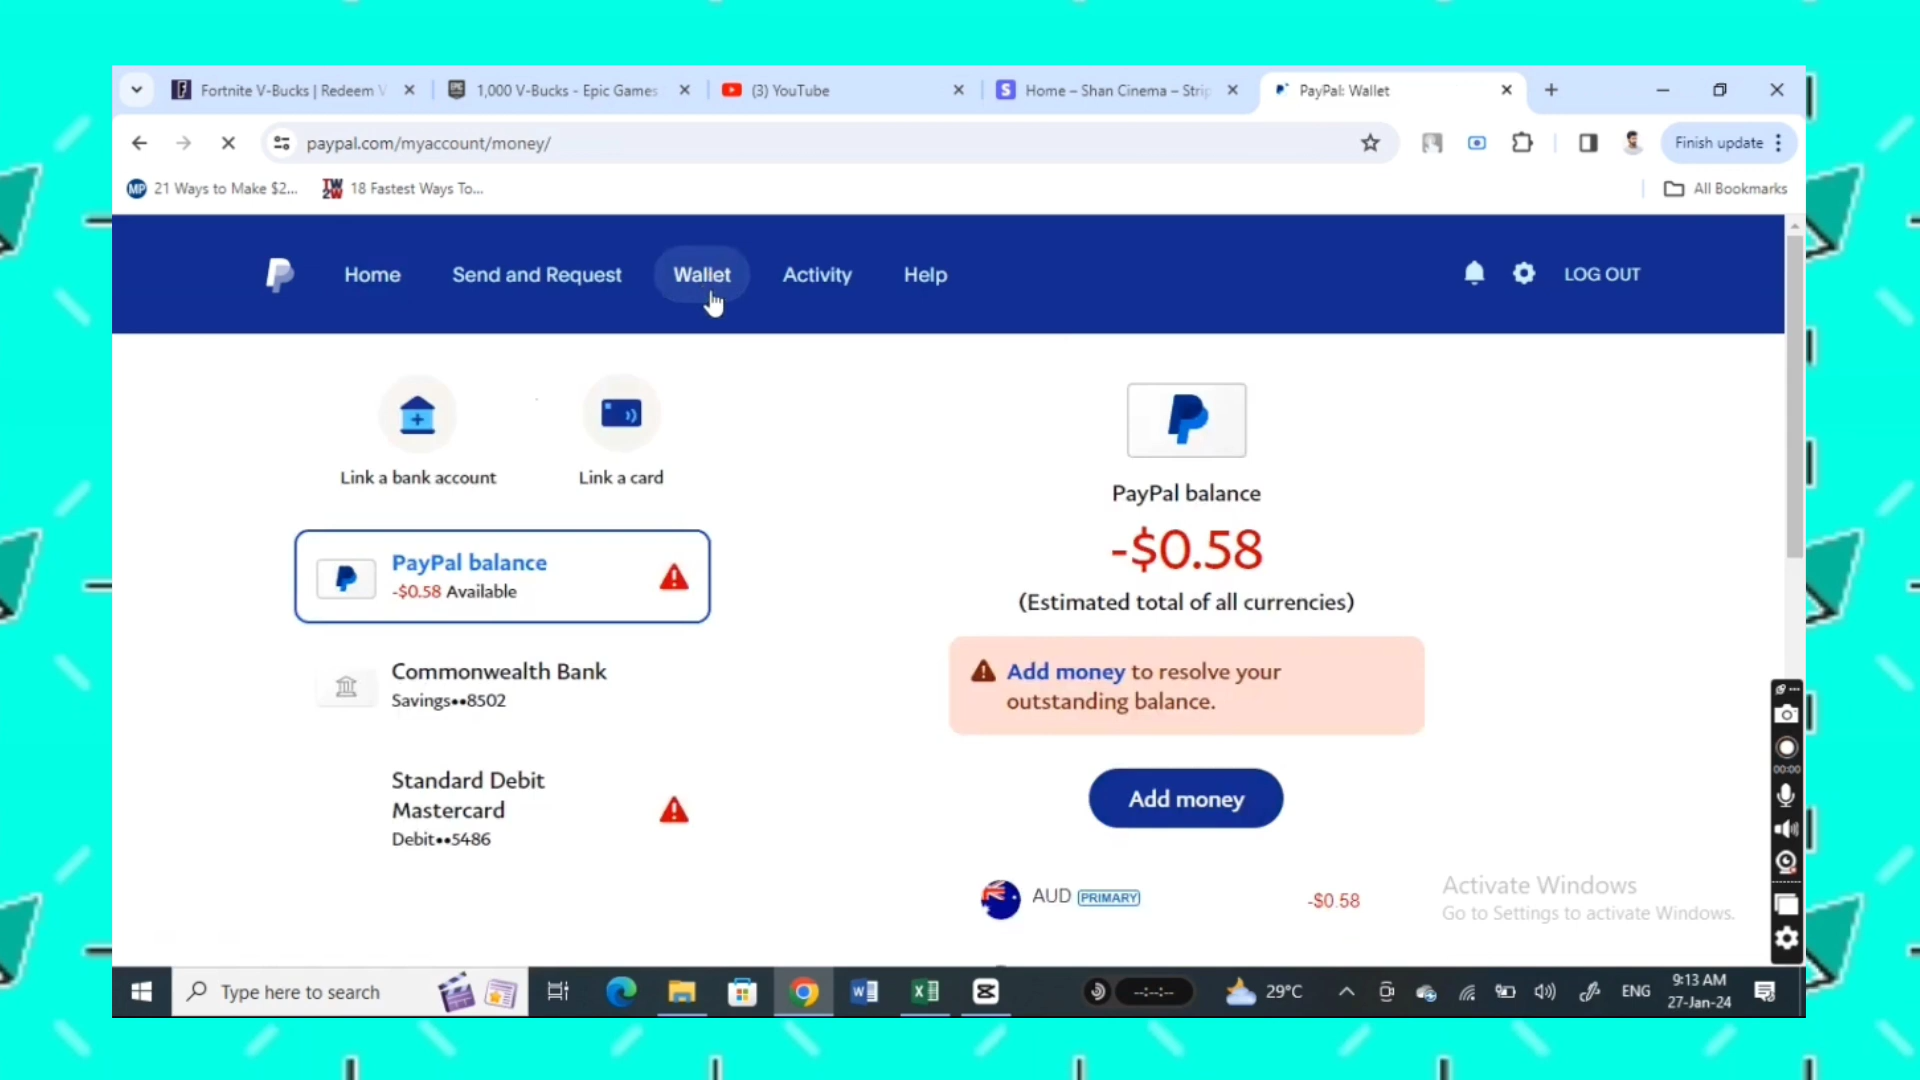 Fortnite V-Bucks | Redeem V
1,000 V-Bucks - Epic Games
(3) YouTube
Home – Shan Cinema – Strip
PayPal: Wallet
paypal.com/myaccount/money/
Finish update
MP 21 Ways to Make $2...
TW 2W 18 Fastest Ways To...
All Bookmarks
Home
Send and Request
Wallet
Activity
Help
LOG OUT
Link a bank account
Link a card
PayPal balance
-$0.58 Available
Commonwealth Bank
Savings••8502
Standard Debit
Mastercard
Debit••5486
PayPal balance
-$0.58
(Estimated total of all currencies)
Add money to resolve your
outstanding balance.
Add money
AUD PRIMARY
-$0.58
Activate Windows
Go to Settings to activate Windows.
00:00
Type here to search
--:--:--
29°C
ENG
9:13 AM
27-Jan-24